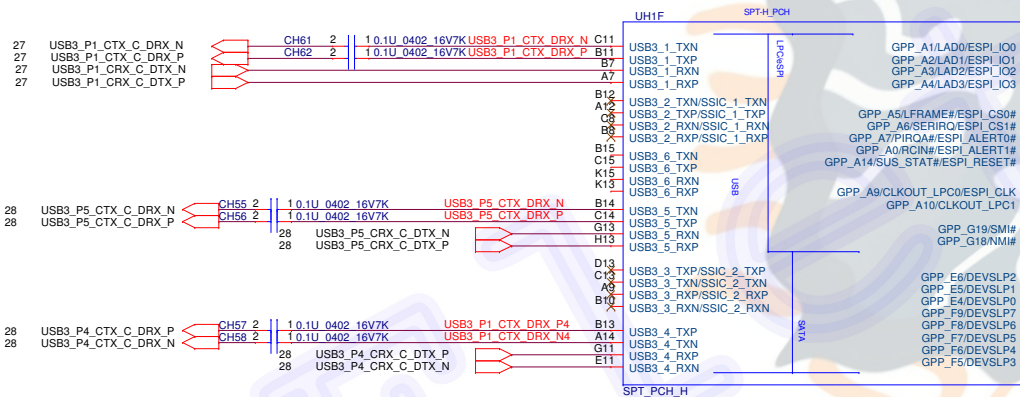 UH1F SPT-H_PCH
27 USB3_P1_CTX_C_DRX_N CH61 2 1 0.1U_0402_16V7K USB3_P1_CTX_DRX_N C11 USB3_1_TXN GPP_A1/LAD0/ESPI_IO0
27 USB3_P1_CTX_C_DRX_P CH62 2 1 0.1U_0402_16V7K USB3_P1_CTX_DRX_P B11 USB3_1_TXP GPP_A2/LAD1/ESPI_IO1
27 USB3_P1_CRX_C_DTX_N B7 USB3_1_RXN GPP_A3/LAD2/ESPI_IO2
27 USB3_P1_CRX_C_DTX_P A7 USB3_1_RXP GPP_A4/LAD3/ESPI_IO3
LPC/eSPI
B12 USB3_2_TXN/SSIC_1_TXN
A12 USB3_2_TXP/SSIC_1_TXP GPP_A5/LFRAME#/ESPI_CS0#
C8 USB3_2_RXN/SSIC_1_RXN GPP_A6/SERIRQ/ESPI_CS1#
B8 USB3_2_RXP/SSIC_1_RXP GPP_A7/PIRQA#/ESPI_ALERT0#
B15 USB3_6_TXN GPP_A0/RCIN#/ESPI_ALERT1#
C15 USB3_6_TXP GPP_A14/SUS_STAT#/ESPI_RESET#
K15 USB3_6_RXN
K13 USB3_6_RXP GPP_A9/CLKOUT_LPC0/ESPI_CLK
USB
28 USB3_P5_CTX_C_DRX_N CH55 2 1 0.1U_0402_16V7K USB3_P5_CTX_DRX_N B14 USB3_5_TXN GPP_A10/CLKOUT_LPC1
28 USB3_P5_CTX_C_DRX_P CH56 2 1 0.1U_0402_16V7K USB3_P5_CTX_DRX_P C14 USB3_5_TXP
28 USB3_P5_CRX_C_DTX_N G13 USB3_5_RXN GPP_G19/SMI#
28 USB3_P5_CRX_C_DTX_P H13 USB3_5_RXP GPP_G18/NMI#
D13 USB3_3_TXP/SSIC_2_TXP
C13 USB3_3_TXN/SSIC_2_TXN GPP_E6/DEVSLP2
A9 USB3_3_RXP/SSIC_2_RXP GPP_E5/DEVSLP1
B10 USB3_3_RXN/SSIC_2_RXN GPP_E4/DEVSLP0
GPP_F9/DEVSLP7
28 USB3_P4_CTX_C_DRX_P CH57 2 1 0.1U_0402_16V7K USB3_P1_CTX_DRX_P4 B13 USB3_4_TXP GPP_F8/DEVSLP6
28 USB3_P4_CTX_C_DRX_N CH58 2 1 0.1U_0402_16V7K USB3_P1_CTX_DRX_N4 A14 USB3_4_TXN GPP_F7/DEVSLP5
SATA
28 USB3_P4_CRX_C_DTX_P G11 USB3_4_RXP GPP_F6/DEVSLP4
28 USB3_P4_CRX_C_DTX_N E11 USB3_4_RXN GPP_F5/DEVSLP3
SPT_PCH_H